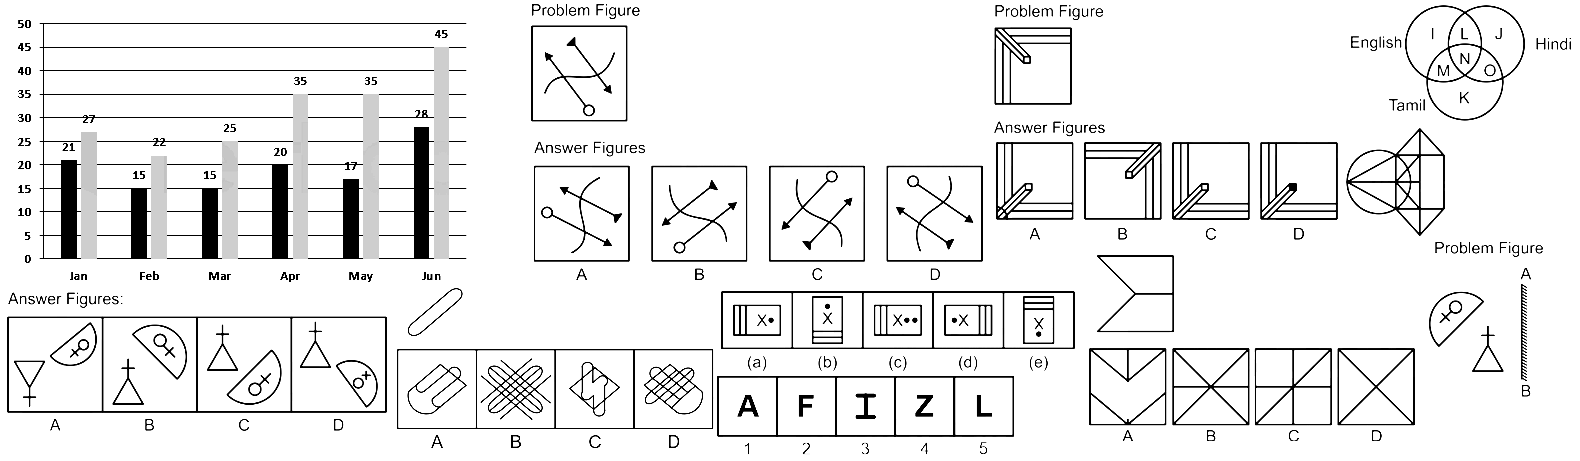 50
45
40
35
30
25
20
15
10
5
0
21 27
15 22
15 25
20 35
17 35
28 45
Jan Feb Mar Apr May Jun
Problem Figure
Answer Figures
A B C D
Problem Figure
Answer Figures
A B C D
English Hindi
Tamil
I L J
N
M O
K
Problem Figure
A
B
Answer Figures:
A B C D
A B C D
X X X X X
(a) (b) (c) (d) (e)
A F I Z L
1 2 3 4 5
A B C D